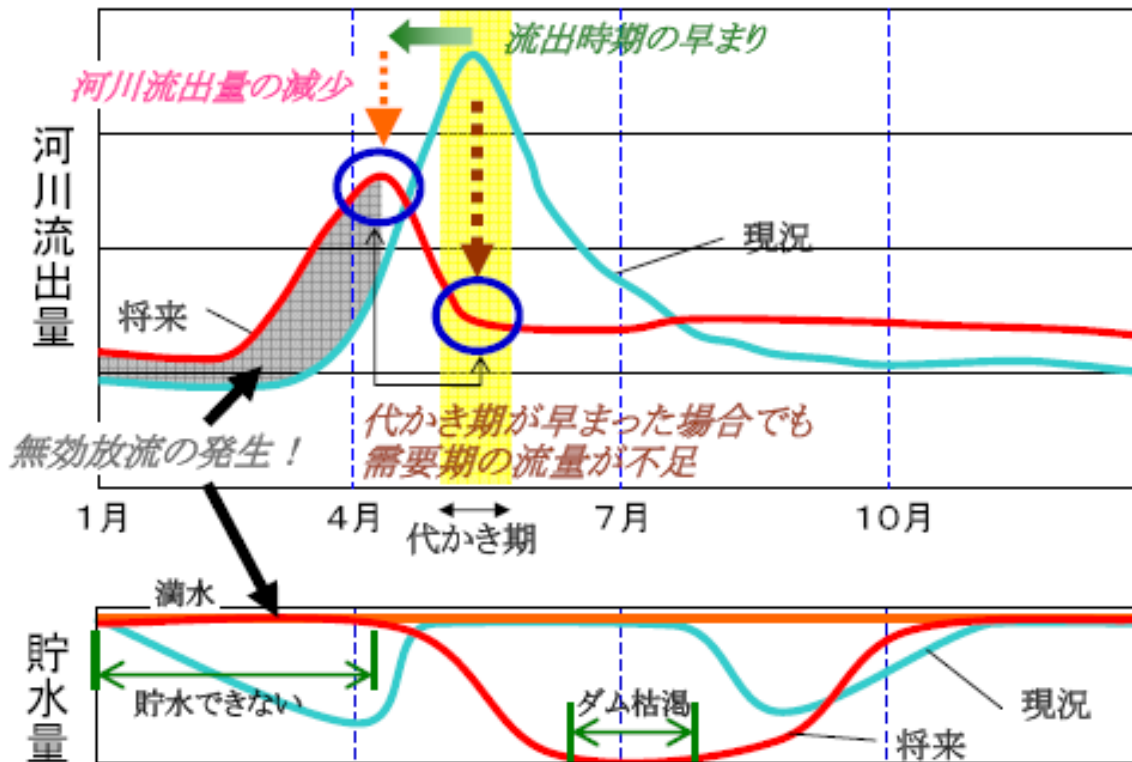 流出時期の早まり
河川流出量の減少
河川流出量
現況
将来
代かき期が早まった場合でも
需要期の流量が不足
無効放流の発生！
1月
4月
7月
10月
代かき期
満水
貯水量
貯水できない
ダム枯渇
現況
将来